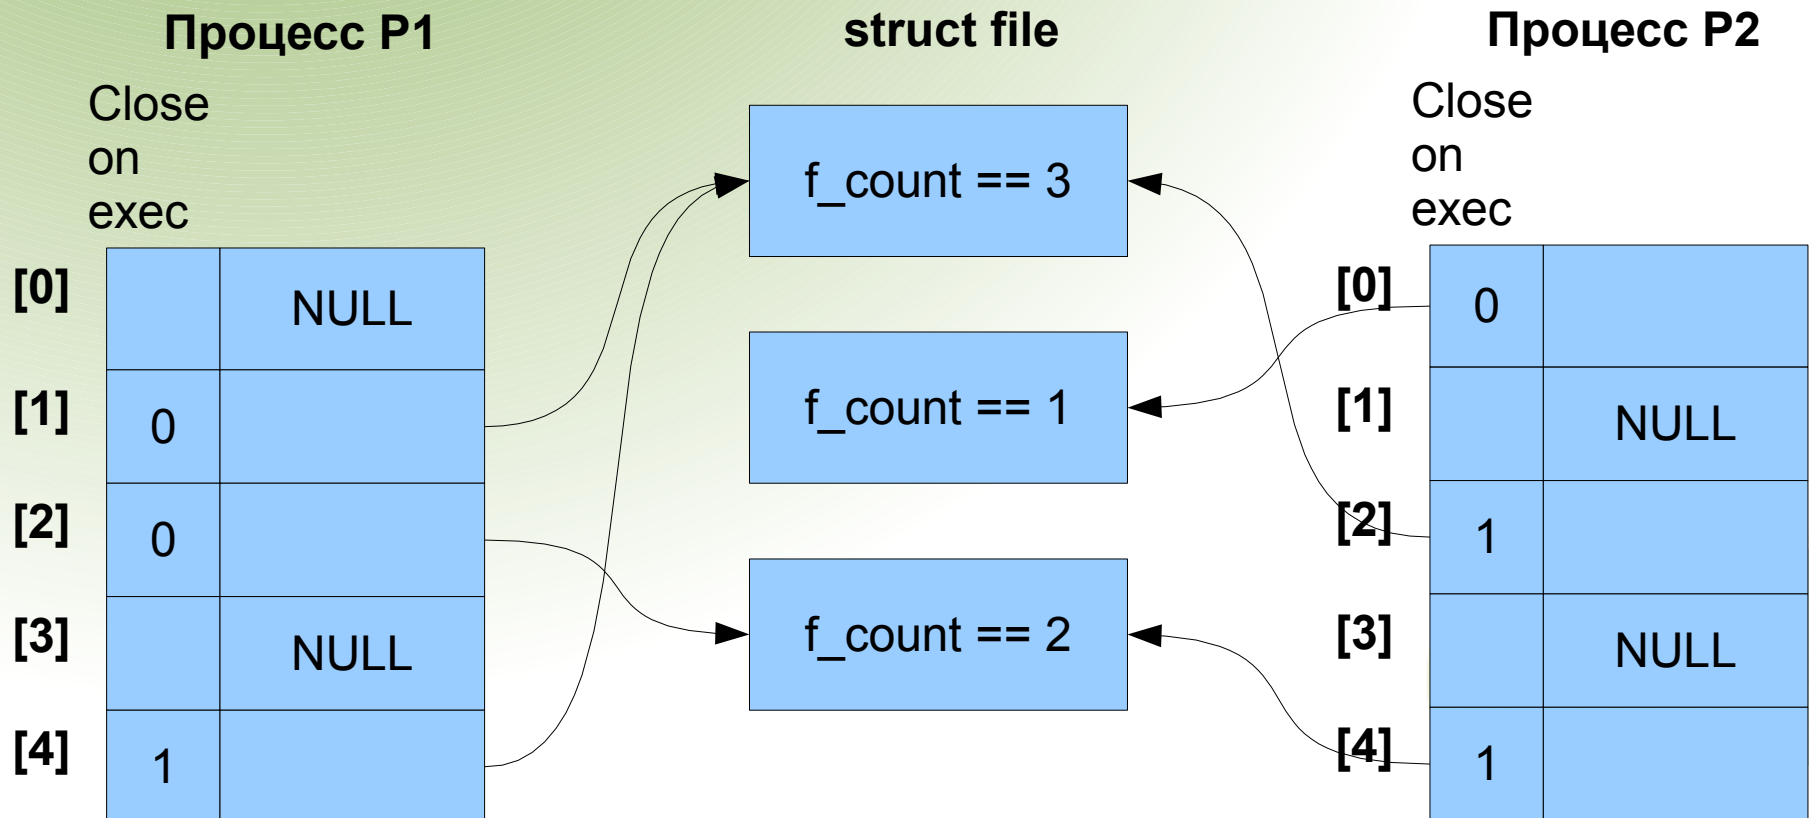 Процесс P1
struct file
Процесс P2
Close
on
exec
[0]
NULL
[1]
0
[2]
0
[3]
NULL
[4]
1
f_count == 3
f_count == 1
f_count == 2
Close
on
exec
[0]
0
[1]
NULL
[2]
1
[3]
NULL
[4]
1